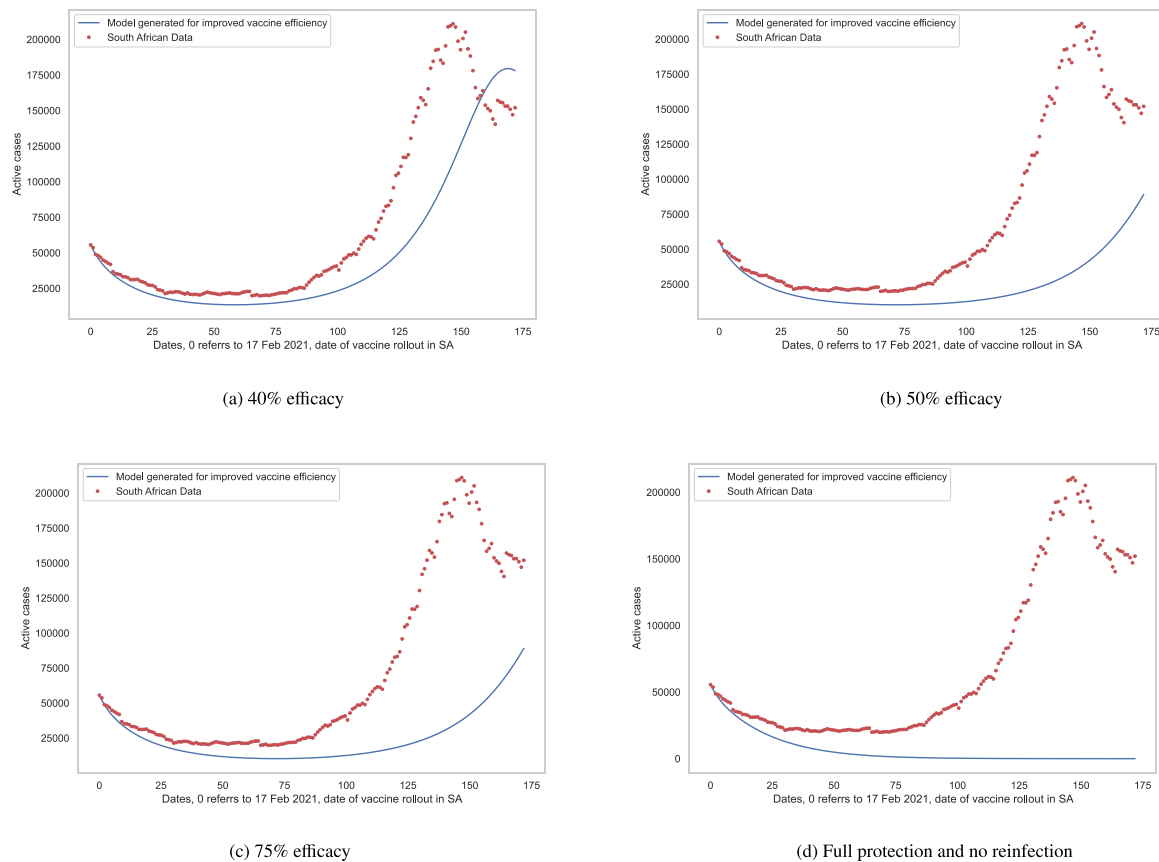 Model generated for improved vaccine efficiency
South African Data
200000
175000
150000
125000
100000
75000
50000
25000
Active cases
0 25 50 75 100 125 150 175
Dates, 0 referrs to 17 Feb 2021, date of vaccine rollout in SA
(a) 40% efficacy
Model generated for improved vaccine efficiency
South African Data
200000
175000
150000
125000
100000
75000
50000
25000
Active cases
0 25 50 75 100 125 150 175
Dates, 0 referrs to 17 Feb 2021, date of vaccine rollout in SA
(b) 50% efficacy
Model generated for improved vaccine efficiency
South African Data
200000
175000
150000
125000
100000
75000
50000
25000
Active cases
0 25 50 75 100 125 150 175
Dates, 0 referrs to 17 Feb 2021, date of vaccine rollout in SA
(c) 75% efficacy
Model generated for improved vaccine efficiency
South African Data
200000
150000
100000
50000
0
Active cases
0 25 50 75 100 125 150 175
Dates, 0 referrs to 17 Feb 2021, date of vaccine rollout in SA
(d) Full protection and no reinfection